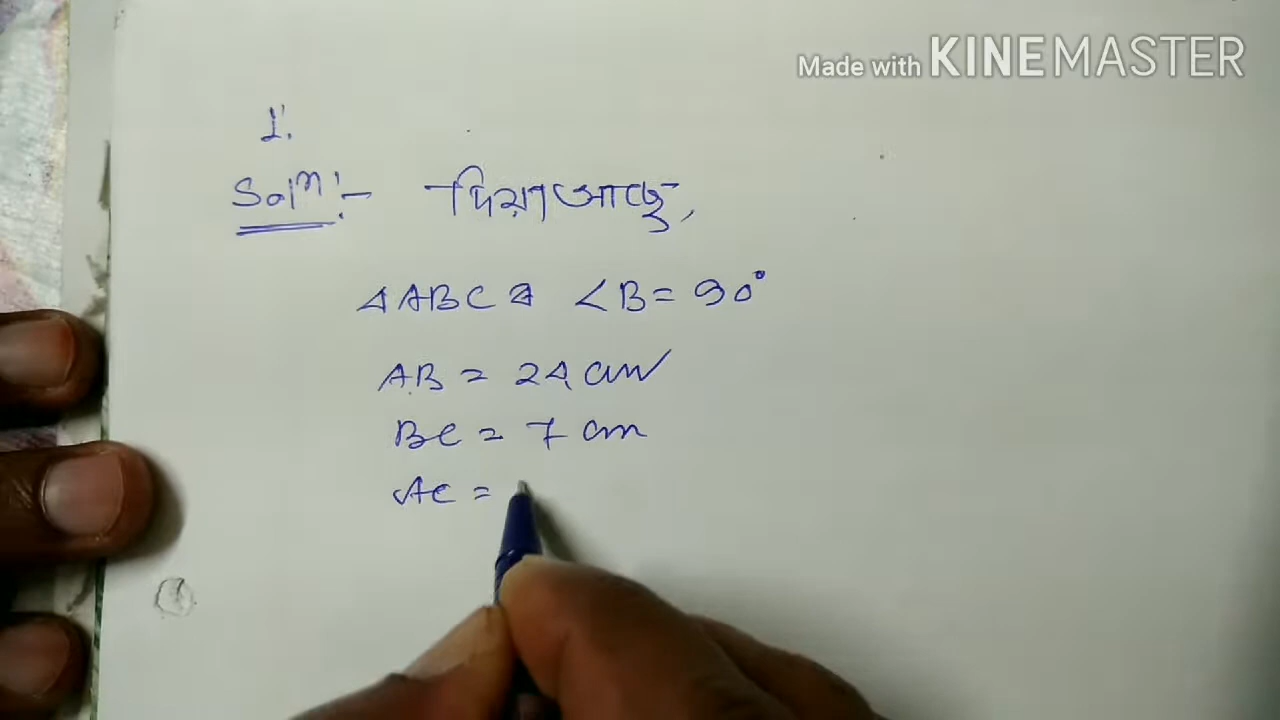 Made with KINEMASTER
1.
Solⁿ:- দিয়া আছে,
△ABC ৰ ∠B = 90°
AB = 24 cm
BC = 7 cm
AC =